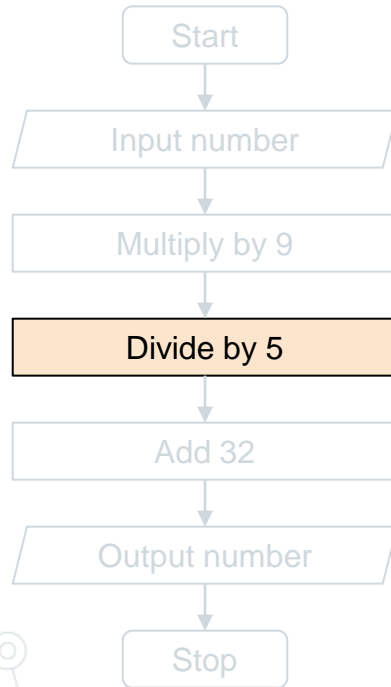 Start
Input number
Multiply by 9
Divide by 5
Add 32
Output number
Stop